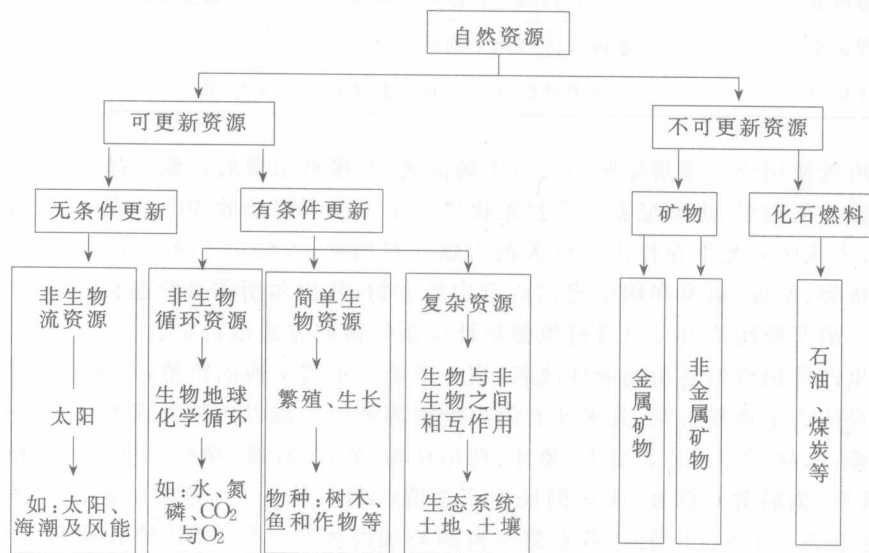 自然资源
可更新资源
不可更新资源
无条件更新
有条件更新
矿物
化石燃料
非生物
流资源
太阳
如:太阳、
海潮及风能
非生物
循环资源
生物地球
化学循环
如:水、氮
磷、CO₂
与O₂
简单生
物资源
繁殖、生长
物种:树木、
鱼和作物等
复杂资源
生物与非
生物之间
相互作用
生态系统
土地、土壤
金属矿物
非金属矿物
石油、煤炭等